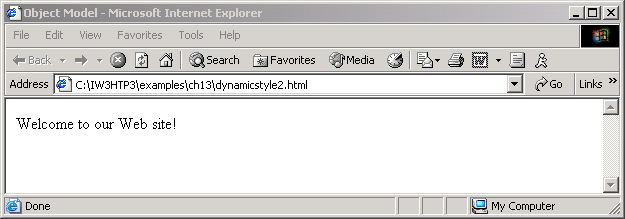 Object Model - Microsoft Internet Explorer
File Edit View Favorites Tools Help
Back Search Favorites Media
Address C:\IW3HTP3\examples\ch13\dynamicstyle2.html Go Links »
Welcome to our Web site!
Done My Computer